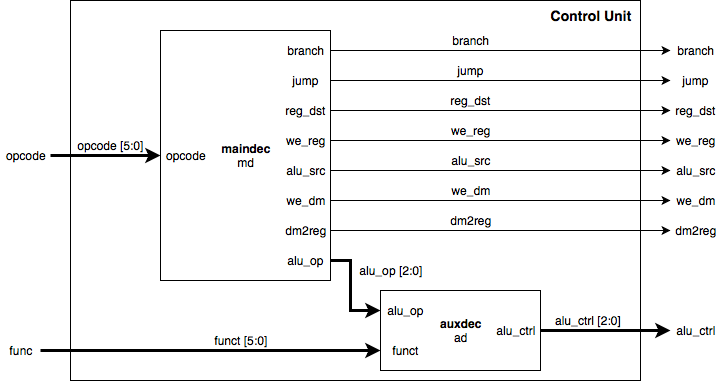 Control Unit
branch
branch
branch
jump
jump
jump
reg_dst
reg_dst
reg_dst
opcode
opcode [5:0]
opcode
maindec
md
we_reg
we_reg
we_reg
alu_src
alu_src
alu_src
we_dm
we_dm
we_dm
dm2reg
dm2reg
dm2reg
alu_op
alu_op [2:0]
alu_op
auxdec
ad
alu_ctrl
alu_ctrl [2:0]
alu_ctrl
func
funct [5:0]
funct